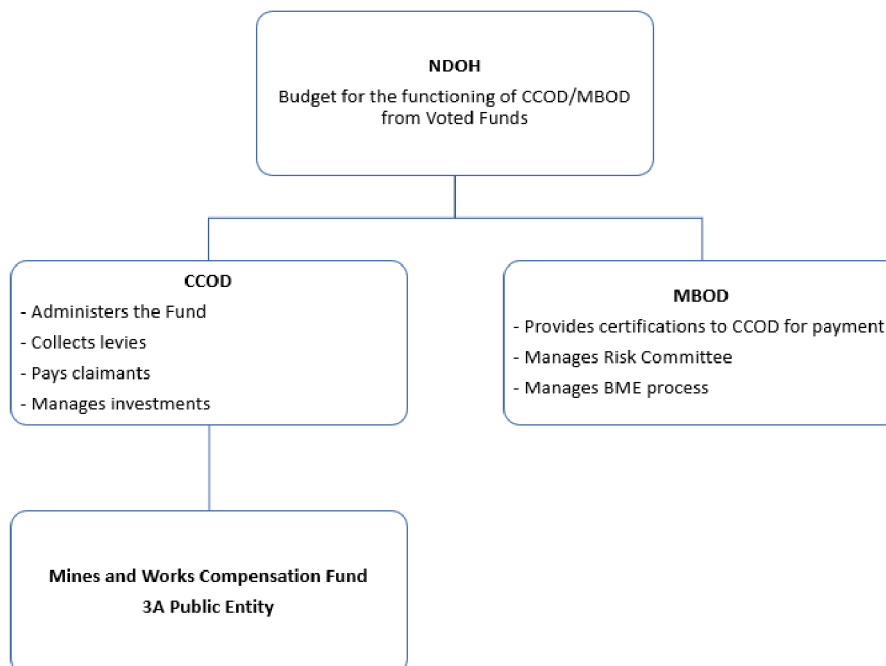 NDOH
Budget for the functioning of CCOD/MBOD
from Voted Funds
CCOD
- Administers the Fund
- Collects levies
- Pays claimants
- Manages investments
MBOD
- Provides certifications to CCOD for payment
- Manages Risk Committee
- Manages BME process
Mines and Works Compensation Fund
3A Public Entity